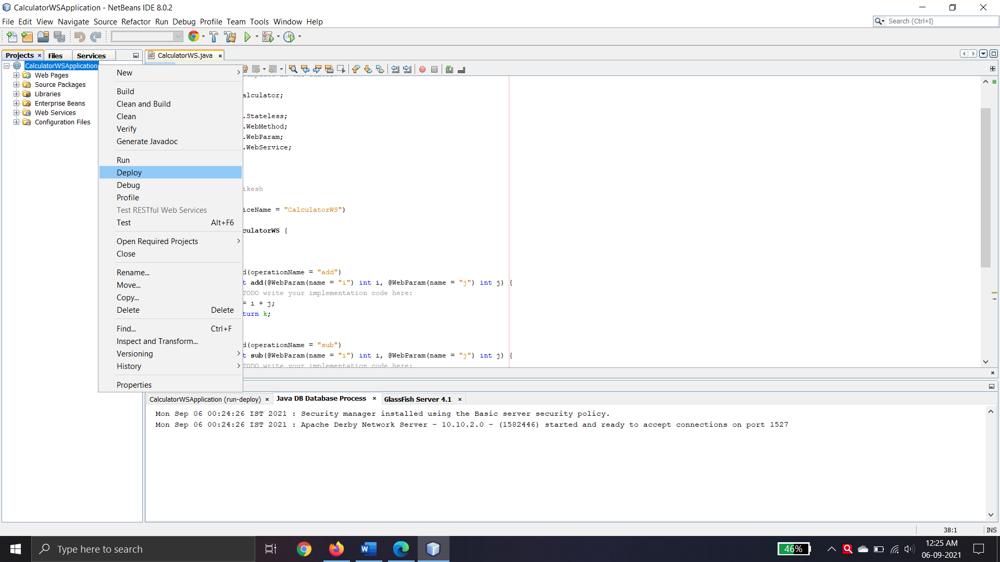 CalculatorWSApplication - NetBeans IDE 8.0.2
File Edit View Navigate Source Refactor Run Debug Profile Team Tools Window Help
Search (Ctrl+I)
Projects
Files
Services
CalculatorWS.java
CalculatorWSApplication
Web Pages
Source Packages
Libraries
Enterprise Beans
Web Services
Configuration Files
New
Build
Clean and Build
Clean
Verify
Generate Javadoc
Run
Deploy
Debug
Profile
Test RESTful Web Services
Test Alt+F6
Open Required Projects
Close
Rename...
Move...
Copy...
Delete Delete
Find... Ctrl+F
Inspect and Transform...
Versioning
History
Properties
alculator;
.Stateless;
.WebMethod;
.WebParam;
.WebService;
ikesh
iceName = "CalculatorWS")
culatorWS {
d(operationName = "add")
t add(@WebParam(name = "i") int i, @WebParam(name = "j") int j) {
TODO write your implementation code here:
= i + j;
turn k;
d(operationName = "sub")
t sub(@WebParam(name = "i") int i, @WebParam(name = "j") int j) {
TODO write your implementation code here:
CalculatorWSApplication (run-deploy)
Java DB Database Process
GlassFish Server 4.1
Mon Sep 06 00:24:26 IST 2021 : Security manager installed using the Basic server security policy.
Mon Sep 06 00:24:26 IST 2021 : Apache Derby Network Server - 10.10.2.0 - (1582446) started and ready to accept connections on port 1527
38:1
INS
Type here to search
46%
12:25 AM
06-09-2021